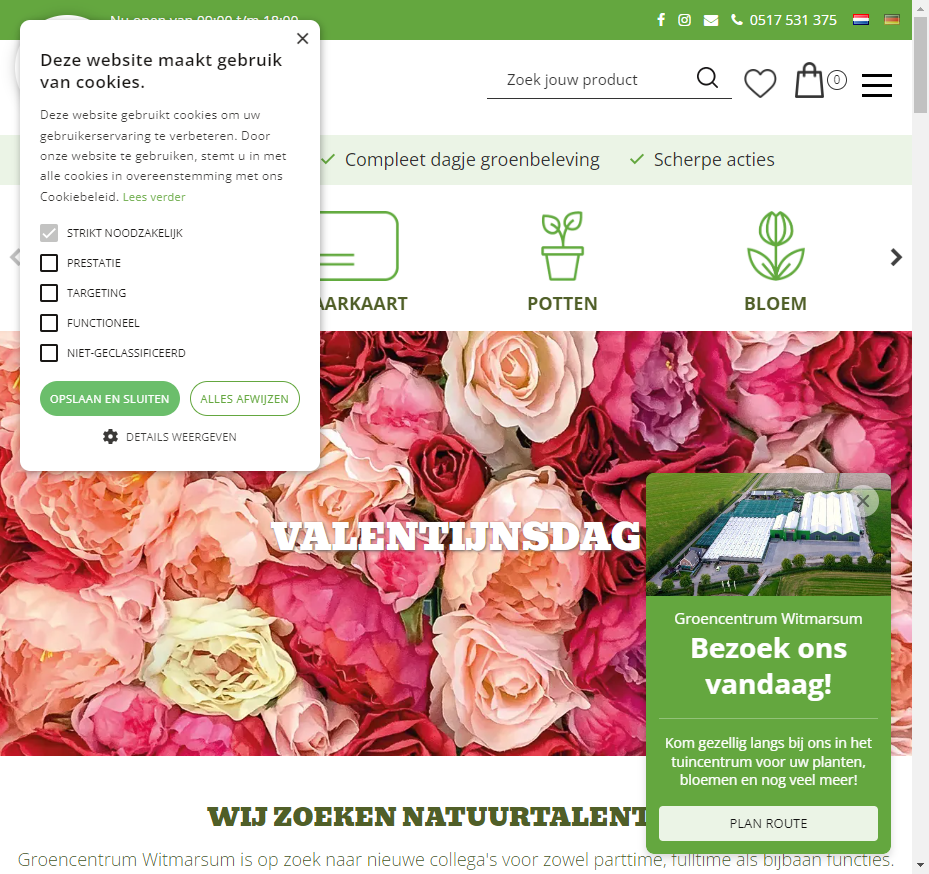 Nu open van 09:00 t/m 18:00
0517 531 375
Deze website maakt gebruik
van cookies.
Deze website gebruikt cookies om uw
gebruikerservaring te verbeteren. Door
onze website te gebruiken, stemt u in met
alle cookies in overeenstemming met ons
Cookiebeleid. Lees verder
STRIKT NOODZAKELIJK
PRESTATIE
TARGETING
FUNCTIONEEL
NIET-GECLASSIFICEERD
OPSLAAN EN SLUITEN
ALLES AFWIJZEN
DETAILS WEERGEVEN
Zoek jouw product
0
Compleet dagje groenbeleving
Scherpe acties
AARKAART
POTTEN
BLOEM
VALENTIJNSDAG
Groencentrum Witmarsum
Bezoek ons
vandaag!
Kom gezellig langs bij ons in het
tuincentrum voor uw planten,
bloemen en nog veel meer!
PLAN ROUTE
WIJ ZOEKEN NATUURTALENT
Groencentrum Witmarsum is op zoek naar nieuwe collega's voor zowel parttime, fulltime als bijbaan functies.